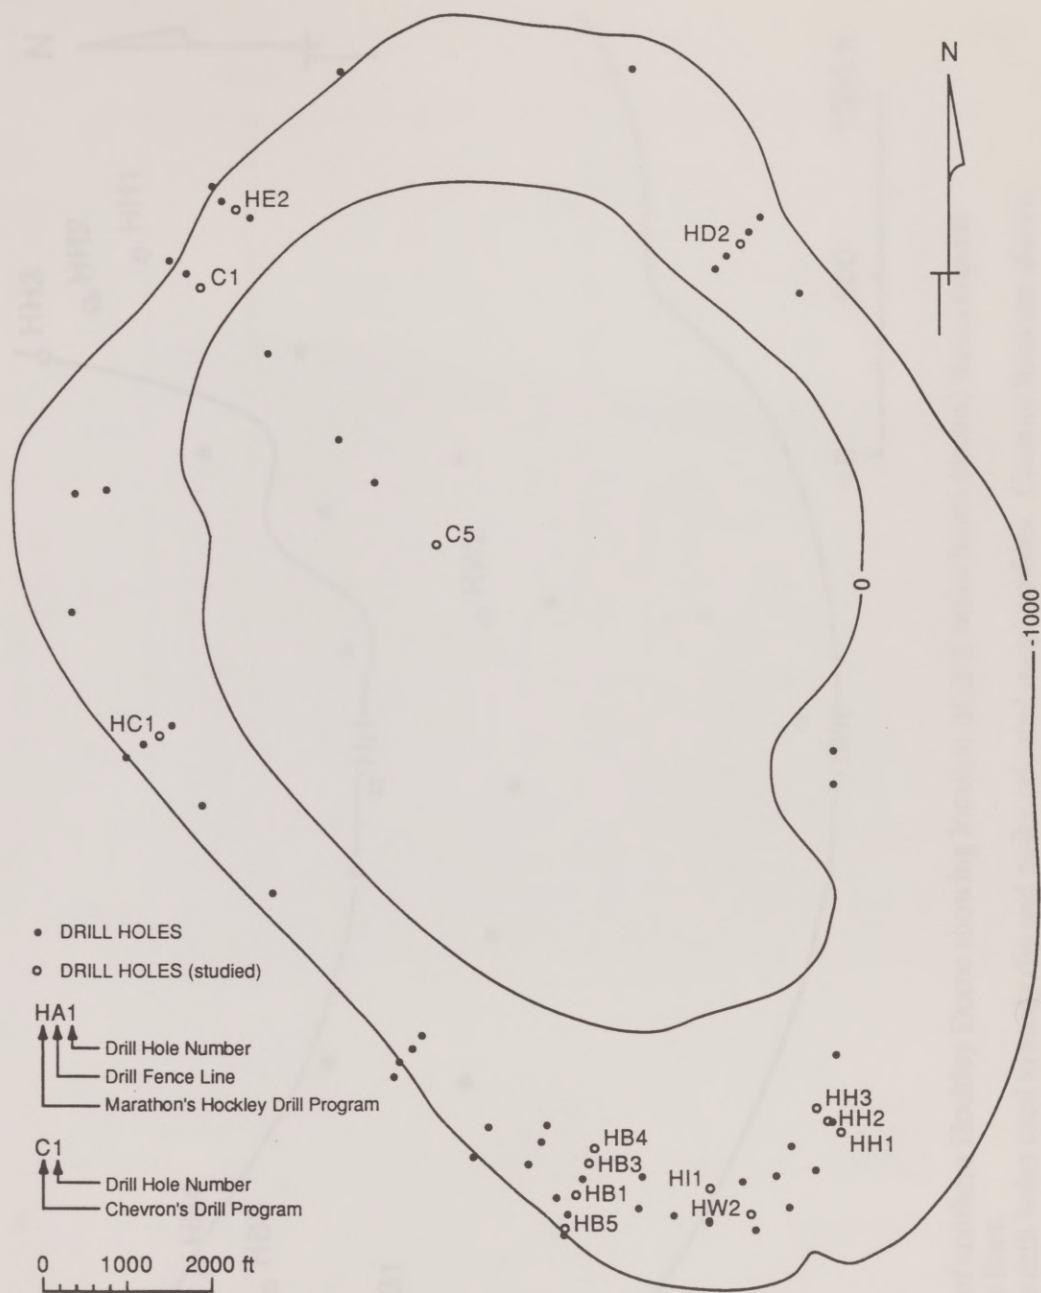 N
HE2
HD2
C1
C5
0
-1000
HC1
DRILL HOLES
DRILL HOLES (studied)
HA1
Drill Hole Number
Drill Fence Line
Marathon's Hockley Drill Program
C1
Drill Hole Number
Chevron's Drill Program
HH3
HH2
HH1
HB4
HB3
HI1
HB1
HW2
HB5
0 1000 2000 ft